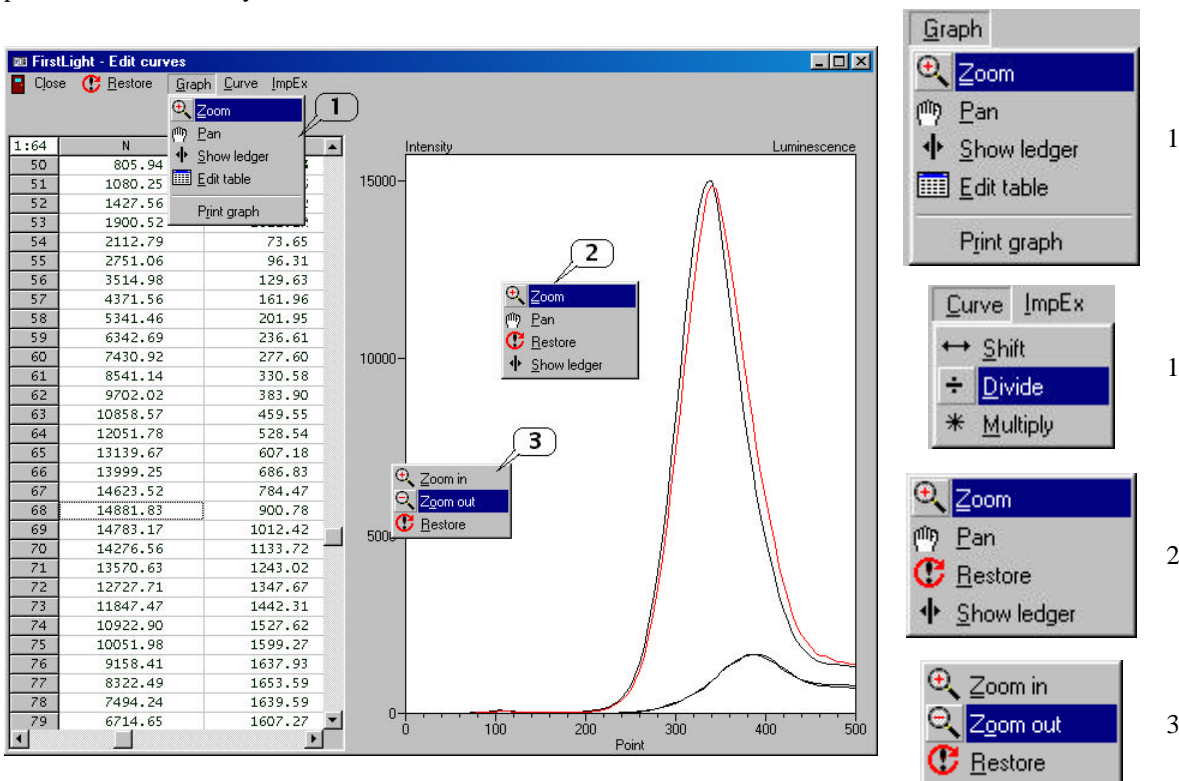 FirstLight - Edit curves
Close Restore Graph Curve ImpEx
Zoom
Pan
Show ledger
Edit table
Print graph
1
1:64 N
50 805.94
51 1080.25
52 1427.56
53 1900.52
54 2112.79 73.65
55 2751.06 96.31
56 3514.98 129.63
57 4371.56 161.96
58 5341.46 201.95
59 6342.69 236.61
60 7430.92 277.60
61 8541.14 330.58
62 9702.02 383.90
63 10858.57 459.55
64 12051.78 528.54
65 13139.67 607.18
66 13999.25 686.83
67 14623.52 784.47
68 14881.83 900.78
69 14783.17 1012.42
70 14276.56 1133.72
71 13570.63 1243.02
72 12727.71 1347.67
73 11847.47 1442.31
74 10922.90 1527.62
75 10051.98 1599.27
76 9158.41 1637.93
77 8322.49 1653.59
78 7494.24 1639.59
79 6714.65 1607.27
Intensity Luminescence
15000
10000
5000
0
0 100 200 300 400 500
Point
2
Zoom
Pan
Restore
Show ledger
3
Zoom in
Zoom out
Restore
Graph
Zoom
Pan
Show ledger
Edit table
Print graph
1
Curve ImpEx
Shift
Divide
Multiply
1
Zoom
Pan
Restore
Show ledger
2
Zoom in
Zoom out
Restore
3